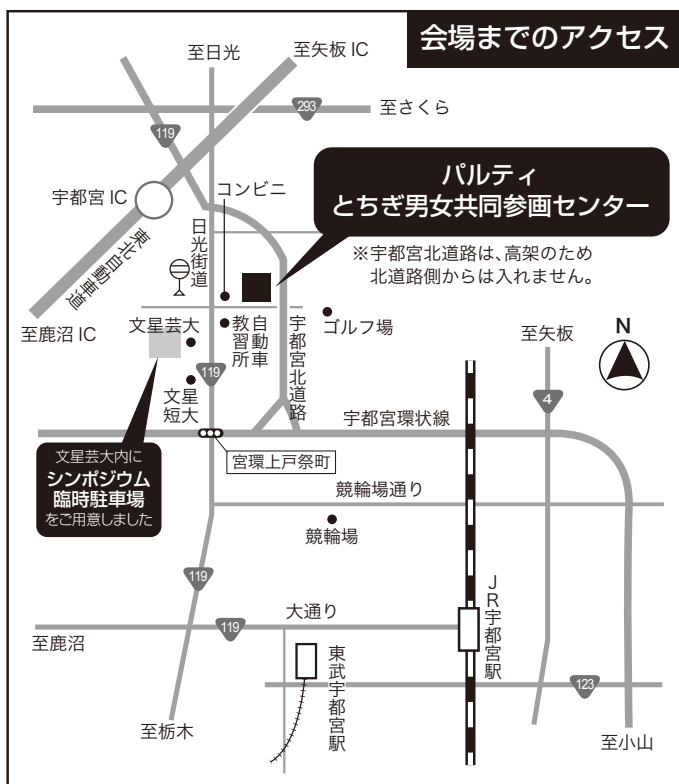 会場までのアクセス
至日光
至矢板 IC
293
至さくら
119
宇都宮 IC
コンビニ
パルティ
とちぎ男女共同参画センター
日光街道
東北自動車道
※宇都宮北道路は、高架のため
北道路側からは入れません。
至鹿沼 IC
文星芸大
自動車
教習所
宇都宮北道路
ゴルフ場
至矢板
N
119
文星
短大
4
宇都宮環状線
文星芸大内に
シンポジウム
臨時駐車場
をご用意しました
宮環上戸祭町
競輪場通り
競輪場
119
JR宇都宮駅
大通り
119
至鹿沼
東武宇都宮駅
123
至栃木
至小山